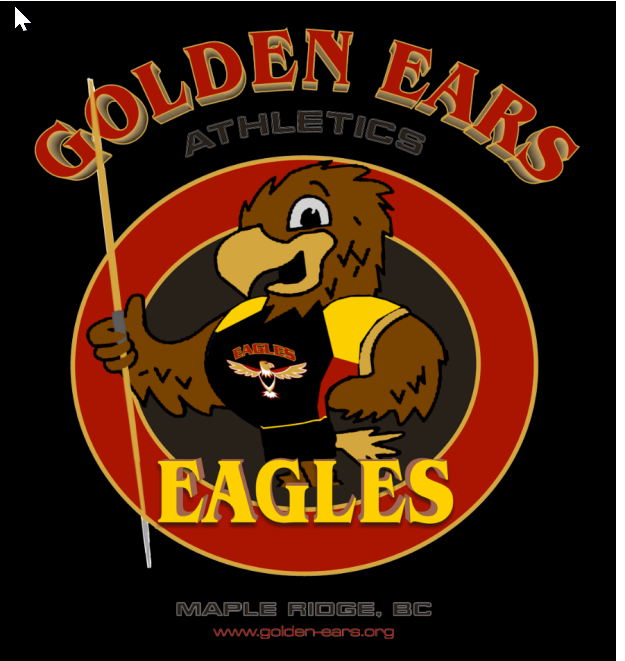 GOLDEN EARS
ATHLETICS
EAGLES
EAGLES
MAPLE RIDGE, BC
www.golden-ears.org